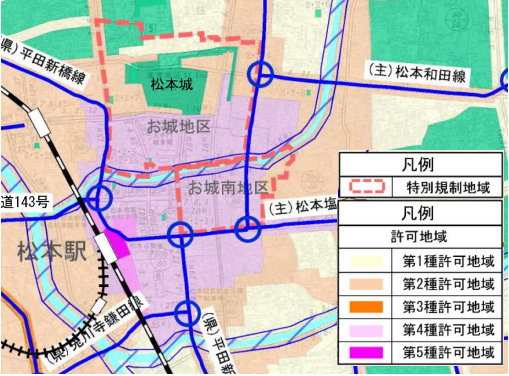 (県)平田新橋線
(主)松本和田線
松本城
お城地区
お城南地区
道143号
(主)松本塩
松本駅
(県)兎川寺鎌田線
(県)平田新
凡例
特別規制地域
凡例
許可地域
第1種許可地域
第2種許可地域
第3種許可地域
第4種許可地域
第5種許可地域